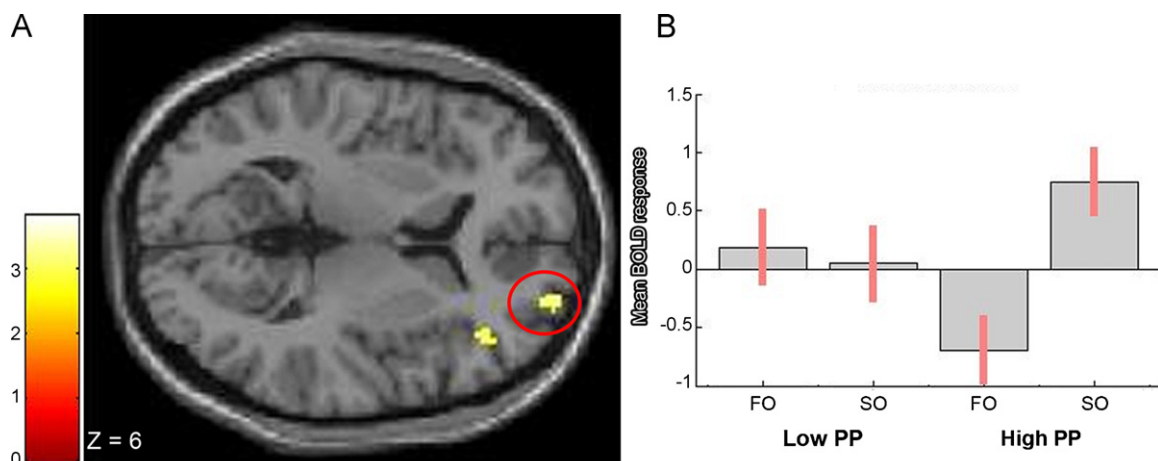 A
3
2
1
0
Z = 6
B
Mean BOLD response
1.5
1
0.5
0
-0.5
-1
FO SO FO SO
Low PP High PP